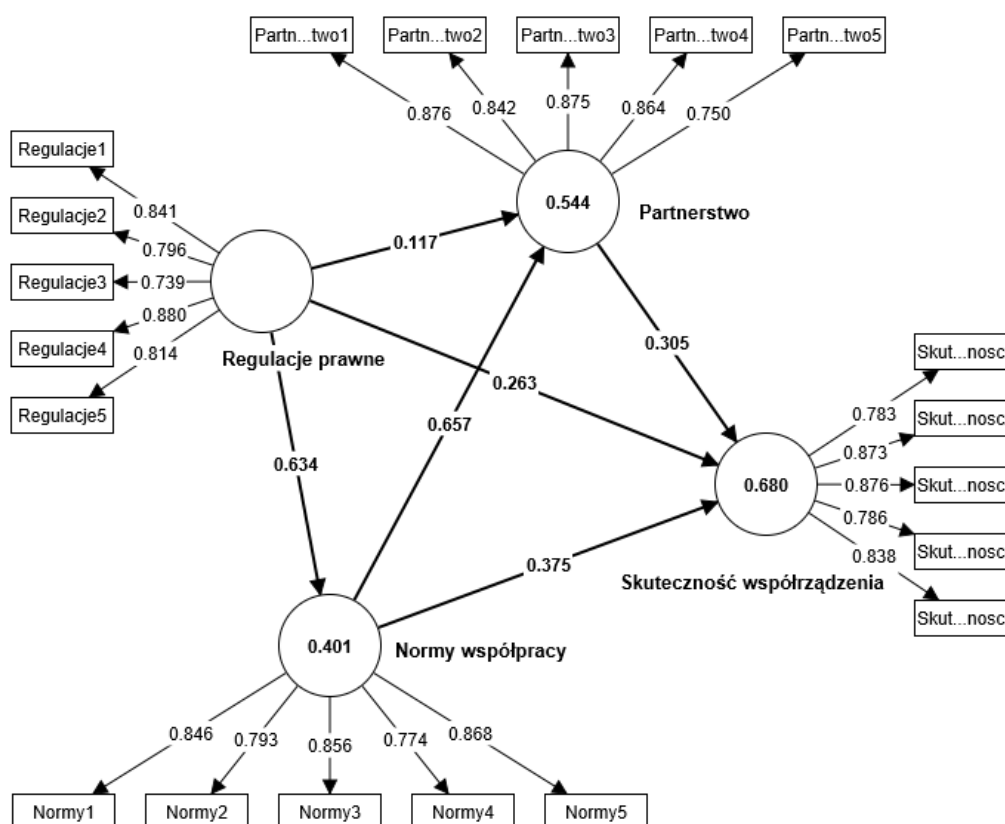 Partn...two1 Partn...two2 Partn...two3 Partn...two4 Partn...two5
0.876 0.842 0.875 0.864 0.750
Regulacje1
Regulacje2
Regulacje3
Regulacje4
Regulacje5
0.841
0.796
0.739
0.880
0.814
0.544
Partnerstwo
0.117
Regulacje prawne
0.305
0.263
0.657
0.634
0.680
Skuteczność współrządzenia
0.783
0.873
0.876
0.786
0.838
Skut...nosc
Skut...nosc
Skut...nosc
Skut...nosc
Skut...nosc
0.375
0.401
Normy współpracy
0.846 0.793 0.856 0.774 0.868
Normy1 Normy2 Normy3 Normy4 Normy5